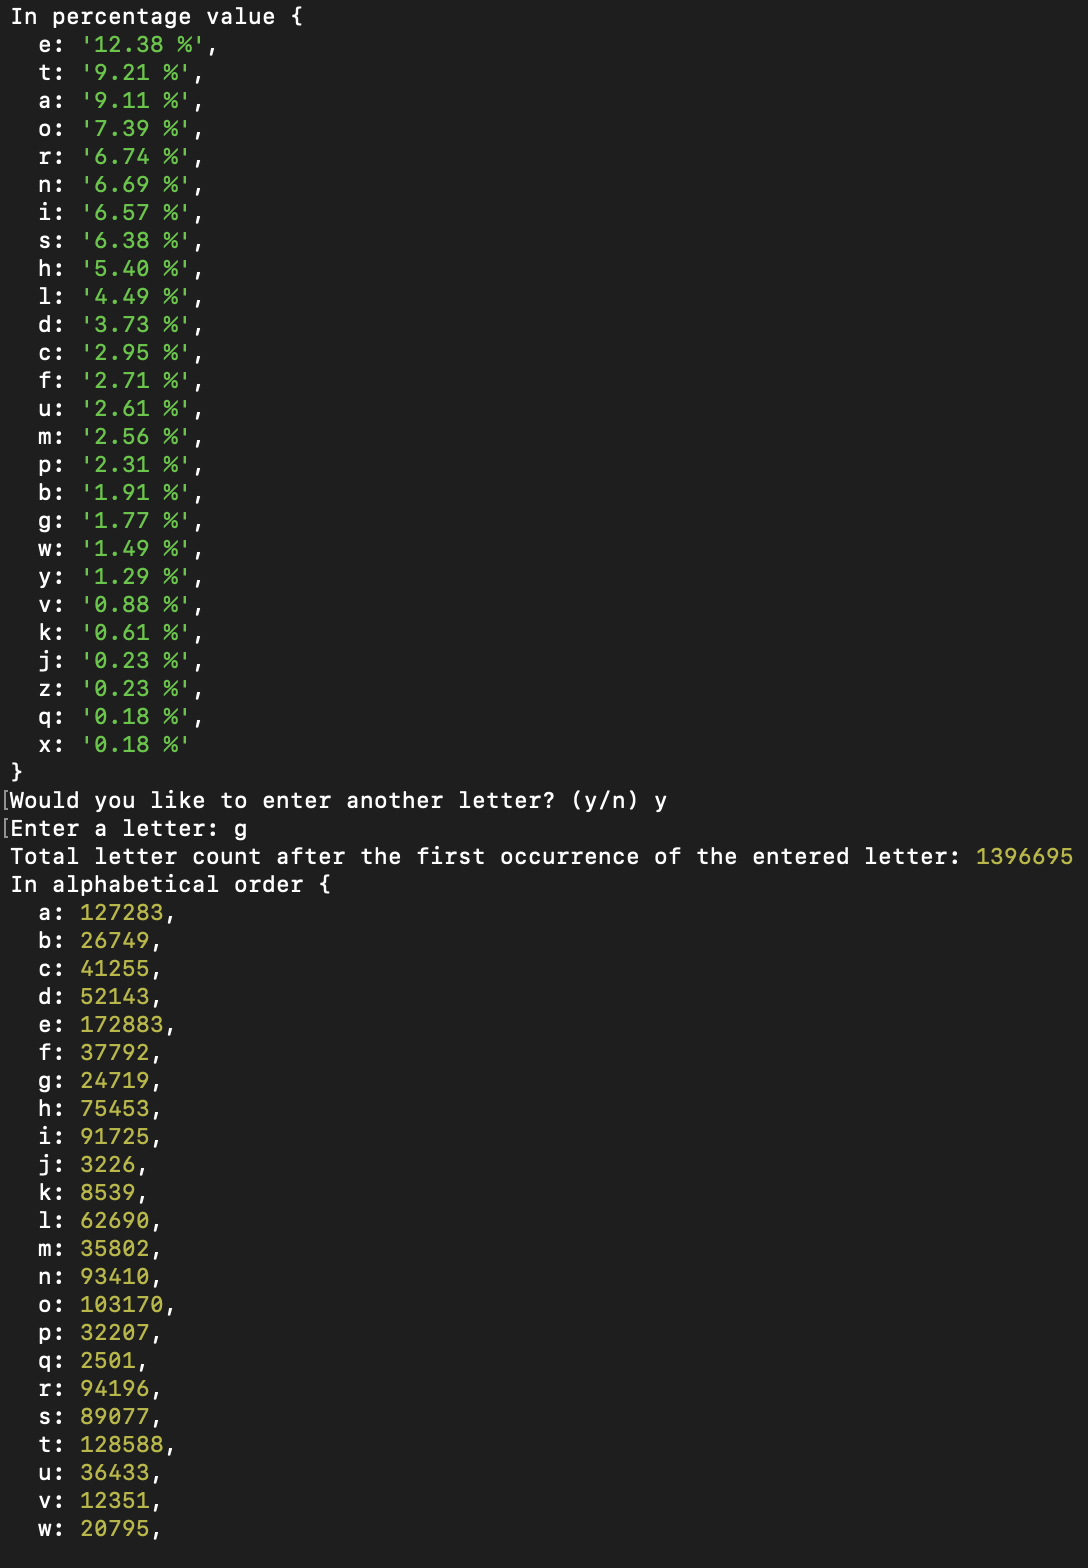 In percentage value {
e: '12.38 %',
t: '9.21 %',
a: '9.11 %',
o: '7.39 %',
r: '6.74 %',
n: '6.69 %',
i: '6.57 %',
s: '6.38 %',
h: '5.40 %',
l: '4.49 %',
d: '3.73 %',
c: '2.95 %',
f: '2.71 %',
u: '2.61 %',
m: '2.56 %',
p: '2.31 %',
b: '1.91 %',
g: '1.77 %',
w: '1.49 %',
y: '1.29 %',
v: '0.88 %',
k: '0.61 %',
j: '0.23 %',
z: '0.23 %',
q: '0.18 %',
x: '0.18 %'
}
[Would you like to enter another letter? (y/n) y
[Enter a letter: g
Total letter count after the first occurrence of the entered letter: 1396695
In alphabetical order {
a: 127283,
b: 26749,
c: 41255,
d: 52143,
e: 172883,
f: 37792,
g: 24719,
h: 75453,
i: 91725,
j: 3226,
k: 8539,
l: 62690,
m: 35802,
n: 93410,
o: 103170,
p: 32207,
q: 2501,
r: 94196,
s: 89077,
t: 128588,
u: 36433,
v: 12351,
w: 20795,